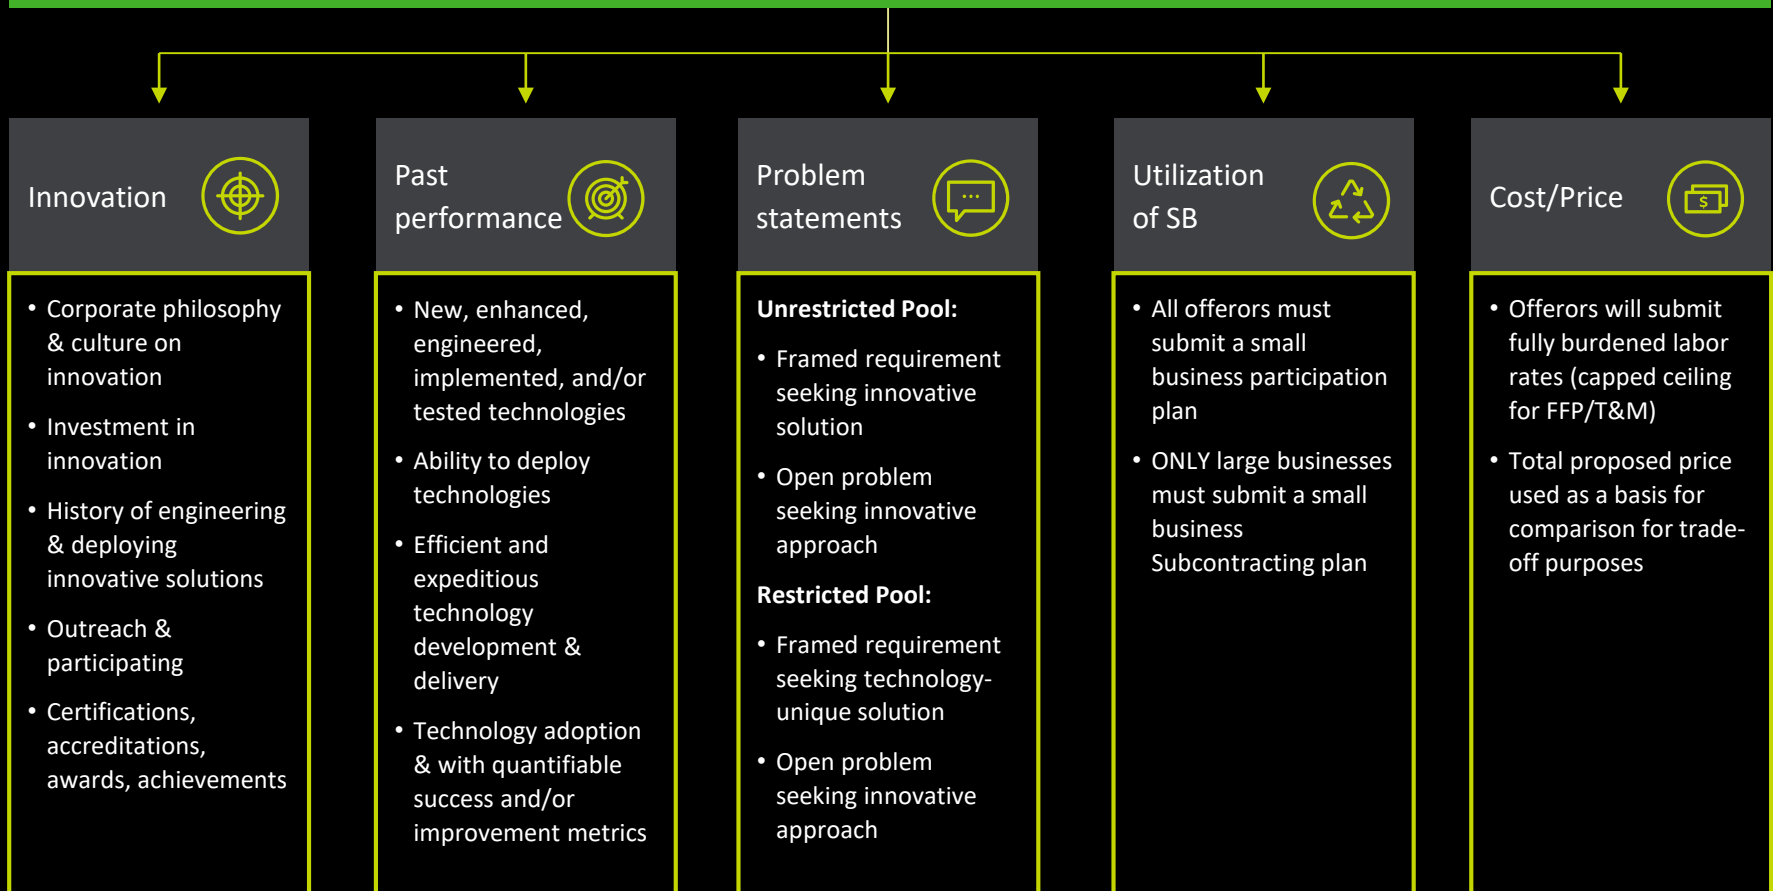 Innovation
• Corporate philosophy
& culture on
innovation
• Investment in
innovation
• History of engineering
& deploying
innovative solutions
• Outreach &
participating
• Certifications,
accreditations,
awards, achievements
Past
performance
• New, enhanced,
engineered,
implemented, and/or
tested technologies
• Ability to deploy
technologies
• Efficient and
expeditious
technology
development &
delivery
• Technology adoption
& with quantifiable
success and/or
improvement metrics
Problem
statements
Unrestricted Pool:
• Framed requirement
seeking innovative
solution
• Open problem
seeking innovative
approach
Restricted Pool:
• Framed requirement
seeking technology-
unique solution
• Open problem
seeking innovative
approach
Utilization
of SB
• All offerors must
submit a small
business participation
plan
• ONLY large businesses
must submit a small
business
Subcontracting plan
Cost/Price
$
• Offerors will submit
fully burdened labor
rates (capped ceiling
for FFP/T&M)
• Total proposed price
used as a basis for
comparison for trade-
off purposes